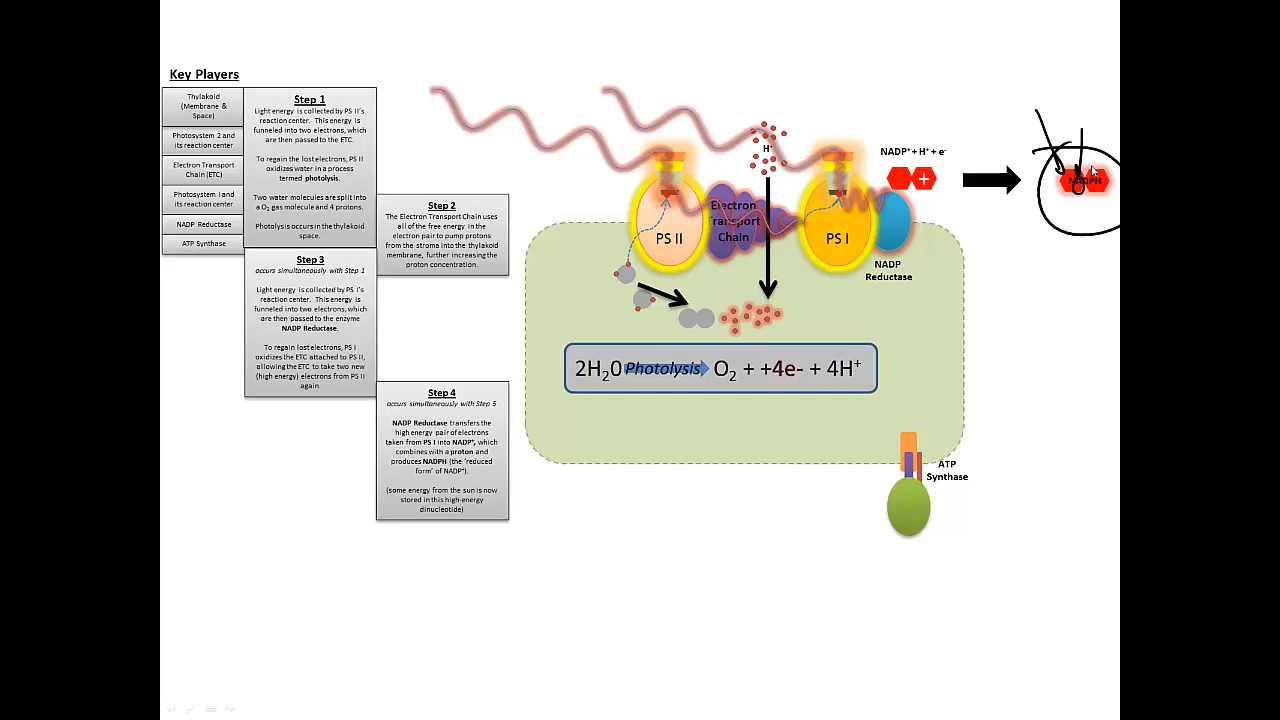 Key Players
Thylakoid
(Membrane &
Space)
Photosystem 2 and
its reaction center
Electron Transport
Chain (ETC)
Photosystem I and
its reaction center
NADP Reductase
ATP Synthase
Step 1
Light energy is collected by PS II's
reaction center. This energy is
funneled into two electrons, which
are then passed to the ETC.
To regain the lost electrons, PS II
oxidizes water in a process
termed photolysis.
Two water molecules are split into
a O₂ gas molecule and 4 protons.
Photolysis occurs in the thylakoid
space.
Step 2
The Electron Transport Chain uses
all of the free energy in the
electron pair to pump protons
from the stroma into the thylakoid
membrane, further increasing the
proton concentration.
Step 3
occurs simultaneously with Step 1
Light energy is collected by PS I's
reaction center. This energy is
funneled into two electrons,
which are then passed to the enzyme
NADP Reductase.
To regain lost electrons, PS I
oxidizes the ETC attached to PS II,
allowing the ETC to take two new
(high energy) electrons from PS II
again.
Step 4
occurs simultaneously with Step 5
NADP Reductase transfers the
high energy pair of electrons
taken from PS I into NADP⁺, which
combines with a proton and
produces NADPH (the 'reduced
form' of NADP⁺).
(some energy from the sun is now
stored in this high-energy
dinucleotide)
H⁺
NADP⁺ + H⁺ + e⁻
+
NADPH
PS II
Electron
Transport
Chain
PS I
NADP
Reductase
2H₂0 Photolysis O₂ + +4e- + 4H⁺
ATP
Synthase